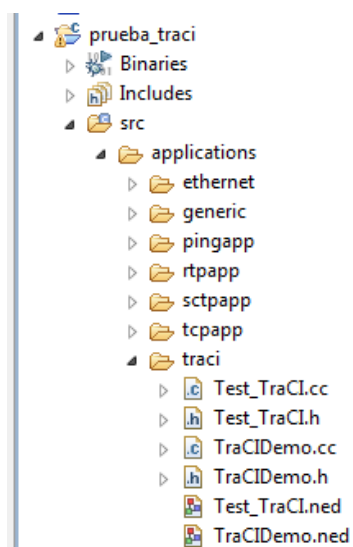 prueba_traci
Binaries
Includes
src
applications
ethernet
generic
pingapp
rtpapp
sctpapp
tcpapp
traci
Test_TraCI.cc
Test_TraCI.h
TraCIDemo.cc
TraCIDemo.h
Test_TraCI.ned
TraCIDemo.ned